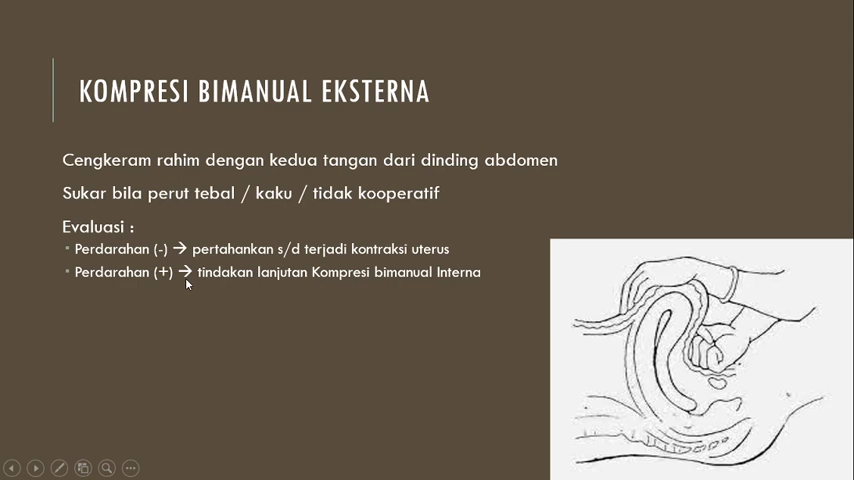 KOMPRESI BIMANUAL EKSTERNA
Cengkeram rahim dengan kedua tangan dari dinding abdomen
Sukar bila perut tebal / kaku / tidak kooperatif
Evaluasi :
▪ Perdarahan (-) → pertahankan s/d terjadi kontraksi uterus
▪ Perdarahan (+) → tindakan lanjutan Kompresi bimanual Interna